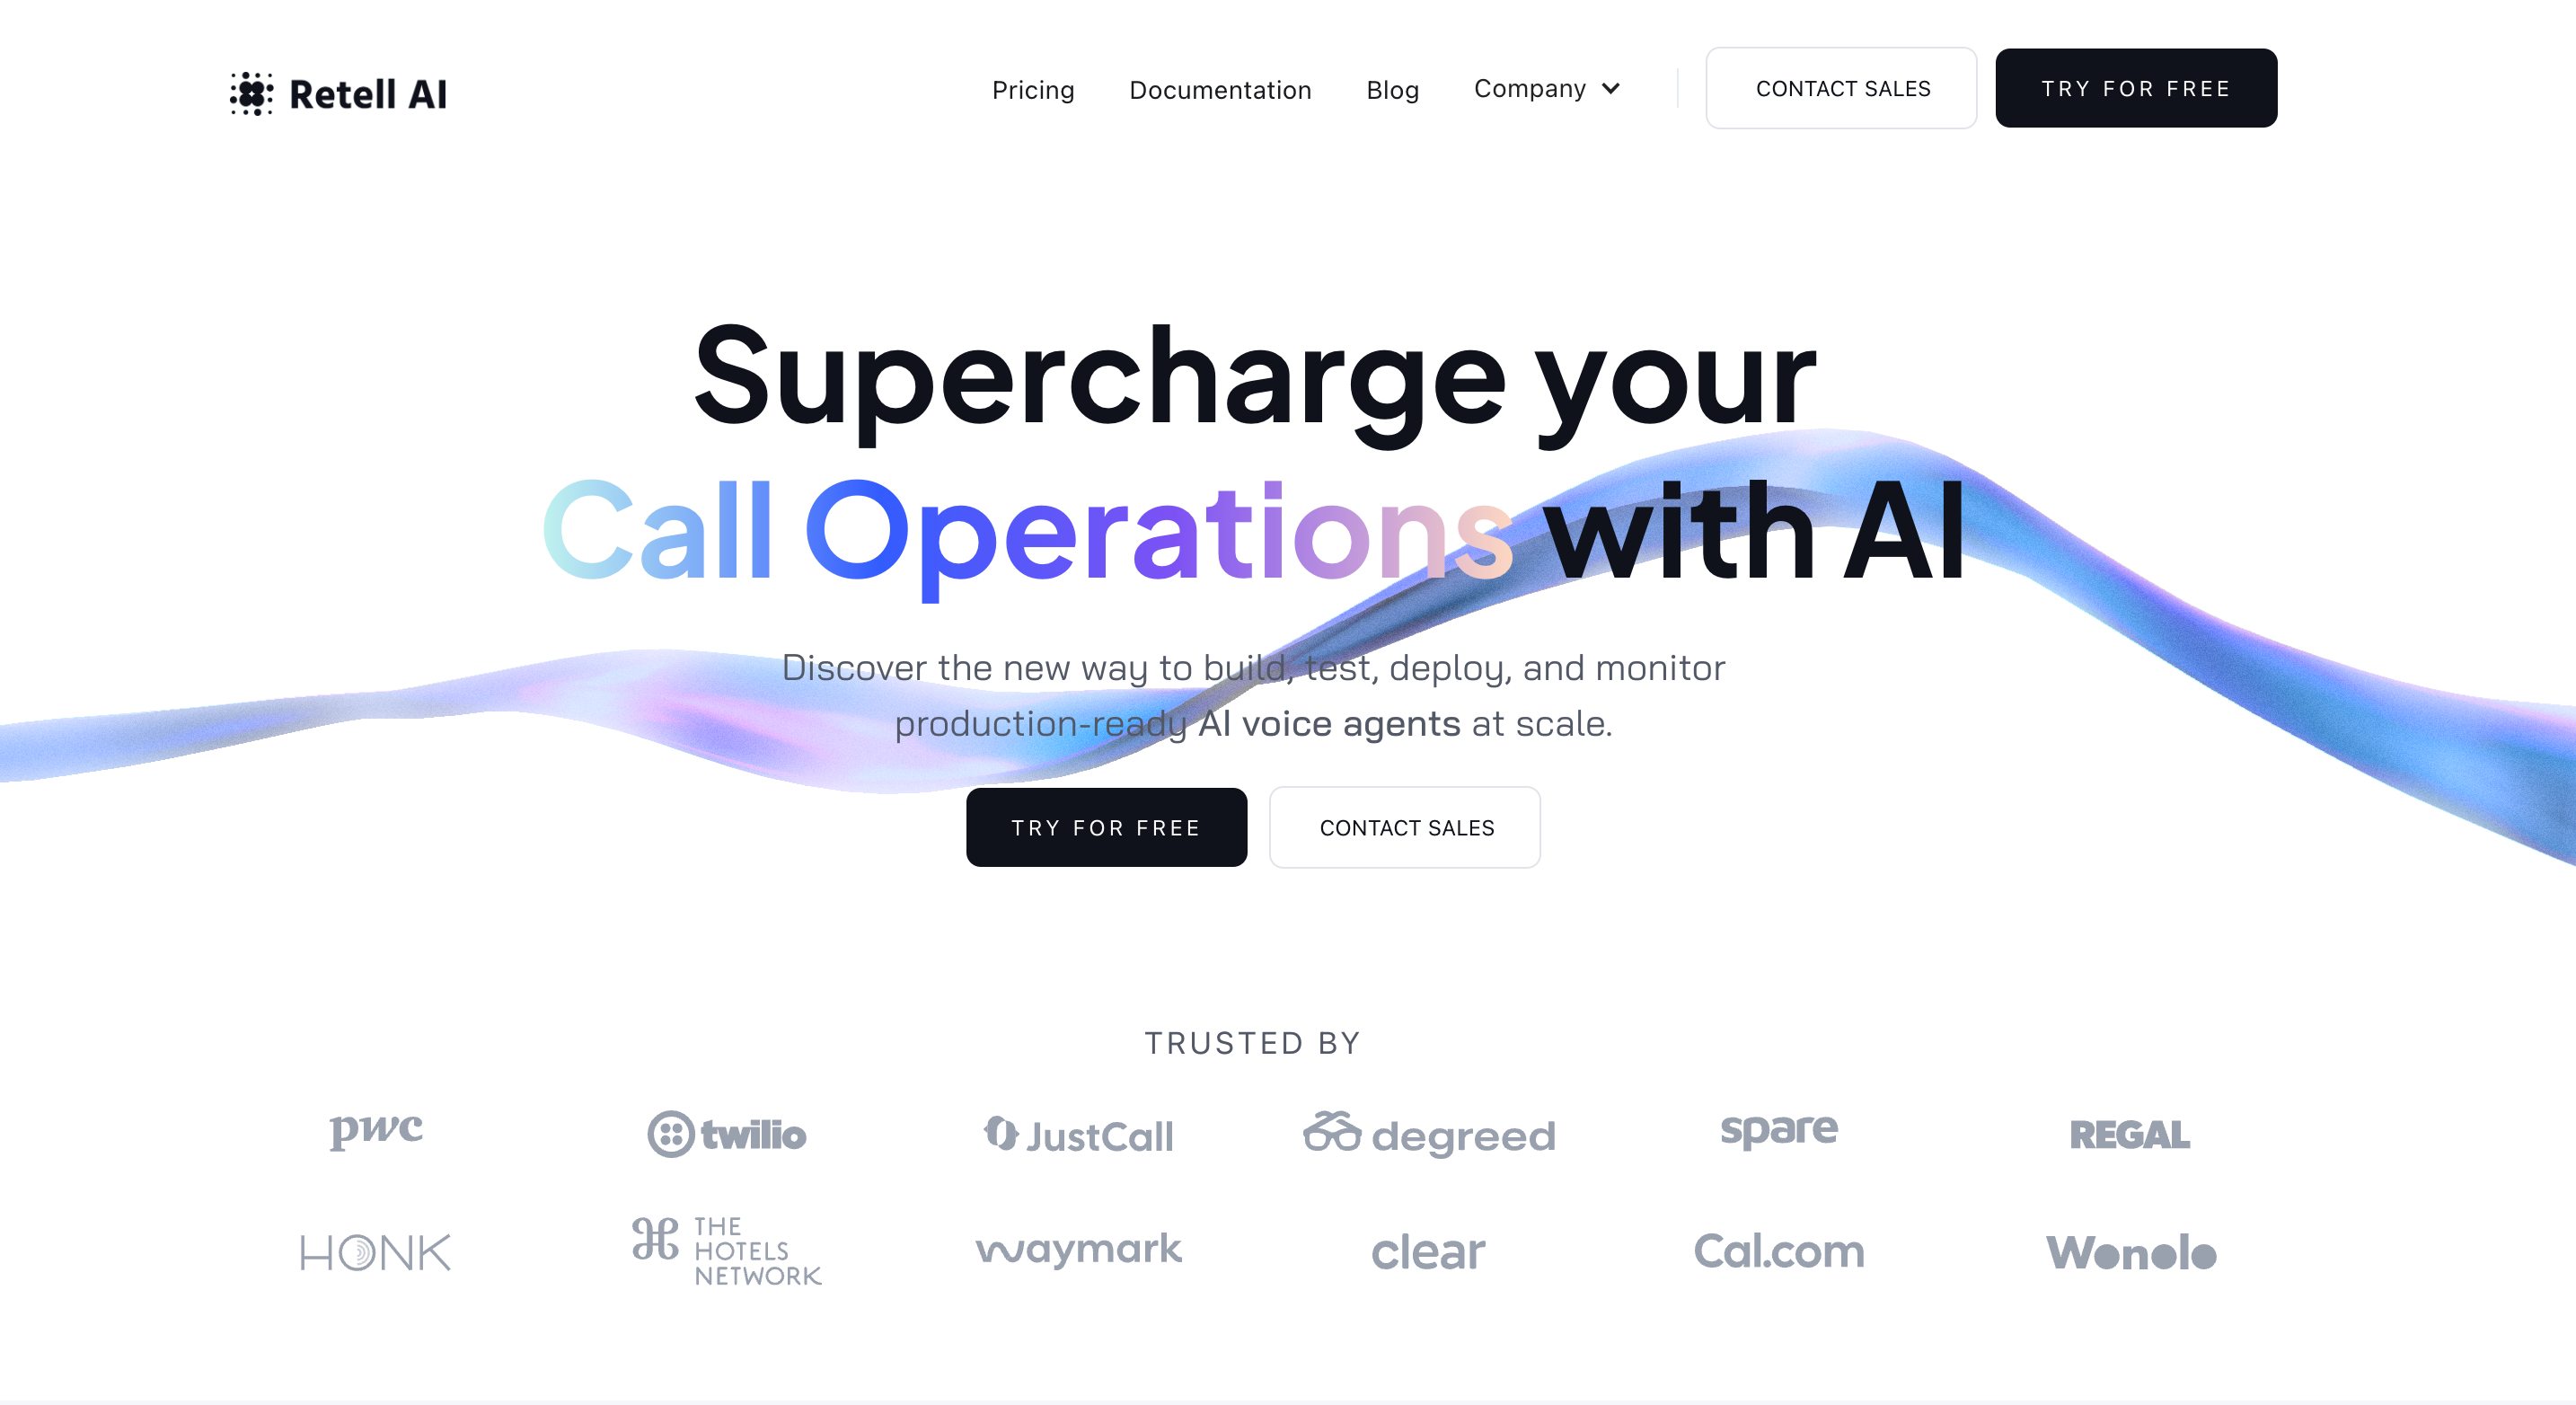 Retell AI
Pricing
Documentation
Blog
Company
CONTACT SALES
TRY FOR FREE
Supercharge your
Call Operations with AI
Discover the new way to build, test, deploy, and monitor
production-ready AI voice agents at scale.
TRY FOR FREE
CONTACT SALES
TRUSTED BY
pwc
twilio
JustCall
degreed
spare
REGAL
HONK
THE
HOTELS
NETWORK
waymark
clear
Cal.com
Wonolo